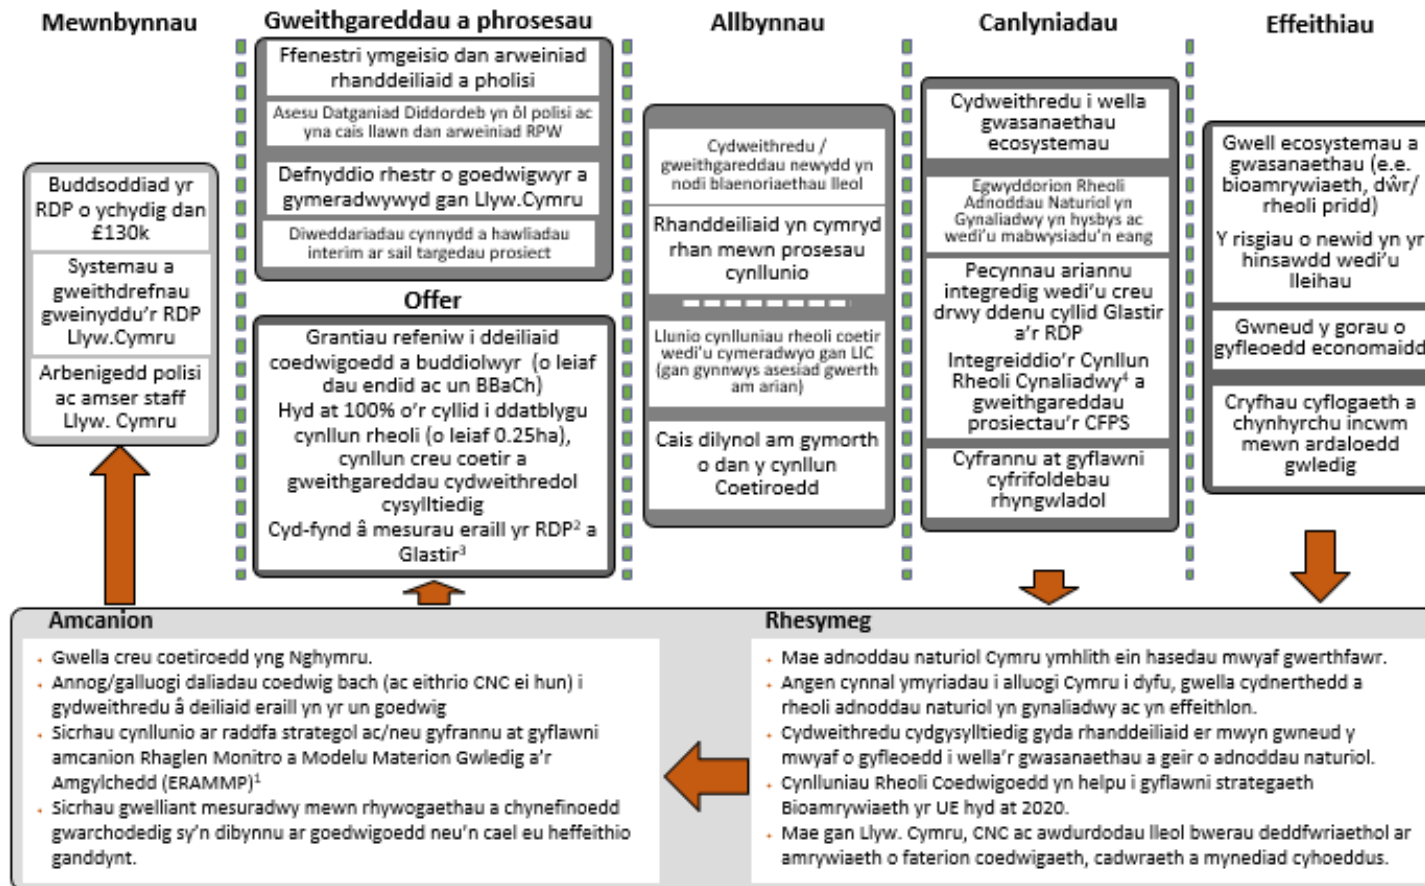 Mewnbynnau
Buddsoddiad yr
RDP o ychydig dan
£130k
Systemau a
gweithdrefnau
gweinyddu'r RDP
Llyw.Cymru
Arbenigedd polisi
ac amser staff
Llyw. Cymru
Gweithgareddau a phrosesau
Ffenestri ymgeisio dan arweiniad
rhanddeiliaid a pholisi
Asesu Datganiad Diddordeb yn ôl polisi ac
yna cais llawn dan arweiniad RPW
Defnyddio rhestr o goedwigwyr a
gymeradwywyd gan Llyw.Cymru
Diweddariadau cynnydd a hawliadau
interim ar sail targedau prosiect
Offer
Grantiau refeniw i ddeiliaid
coedwigoedd a buddiolwyr (o leiaf
dau endid ac un BBaCh)
Hyd at 100% o'r cyllid i ddatblygu
cynllun rheoli (o leiaf 0.25ha),
cynllun creu coetir a
gweithgareddau cydweithredol
cysylltiedig
Cyd-fynd â mesurau eraill yr RDP² a
Glastir³
Allbynnau
Cydweithredu /
gweithgareddau newydd yn
nodi blaenoriaethau lleol
Rhanddeiliaid yn cymryd
rhan mewn prosesau
cynllunio
Llunio cynlluniau rheoli coetir
wedi'u cymeradwyo gan LlC
(gan gynnwys asesiad gwerth
am arian)
Cais dilynol am gymorth
o dan y cynllun
Coetiroedd
Canlyniadau
Cydweithredu i wella
gwasanaethau
ecosystemau
Egwyddorion Rheoli
Adnoddau Naturiol yn
Gynaliadwy yn hysbys ac
wedi'u mabwysiadu'n eang
Pecynnau ariannu
integredig wedi'u creu
drwy ddenu cyllid Glastir
a'r RDP
Integreiddio'r Cynllun
Rheoli Cynaliadwy⁴ a
gweithgareddau
prosiectau'r CFPS
Cyfrannu at gyflawni
cyfrifoldebau
rhyngwladol
Effeithiau
Gwell ecosystemau a
gwasanaethau (e.e.
bioamrywiaeth, dŵr/
rheoli pridd)
Y risgiau o newid yn yr
hinsawdd wedi'u
lleihau
Gwneud y gorau o
gyfleoedd economaidd
Cryfhau cyflogaeth a
chynhyrchu incwm
mewn ardaloedd
gwledig
Amcanion
Gwella creu coetiroedd yng Nghymru.
Annog/galluogi daliadau coedwig bach (ac eithrio CNC ei hun) i
gydweithredu â deiliaid eraill yn yr un goedwig
Sicrhau cynllunio ar raddfa strategol ac/neu gyfrannu at gyflawni
amcanion Rhaglen Monitro a Modelu Materion Gwledig a'r
Amgylchedd (ERAMMP)¹
Sicrhau gwelliant mesuradwy mewn rhywogaethau a chynefinoedd
gwarchodedig sy'n dibynnu ar goedwigoedd neu'n cael eu heffeithio
ganddynt.
Rhesymeg
Mae adnoddau naturiol Cymru ymhlith ein hasedau mwyaf gwerthfawr.
Angen cynnal ymyriadau i alluogi Cymru i dyfu, gwella cydnerthedd a
rheoli adnoddau naturiol yn gynaliadwy ac yn effeithlon.
Cydweithredu cydgysylltiedig gyda rhanddeiliaid er mwyn gwneud y
mwyaf o gyfleoedd i wella'r gwasanaethau a geir o adnoddau naturiol.
Cynlluniau Rheoli Coedwigoedd yn helpu i gyflawni strategaeth
Bioamrywiaeth yr UE hyd at 2020.
Mae gan Llyw. Cymru, CNC ac awdurdodau lleol bwerau deddfwriaethol ar
amrywiaeth o faterion coedwigaeth, cadwraeth a mynediad cyhoeddus.